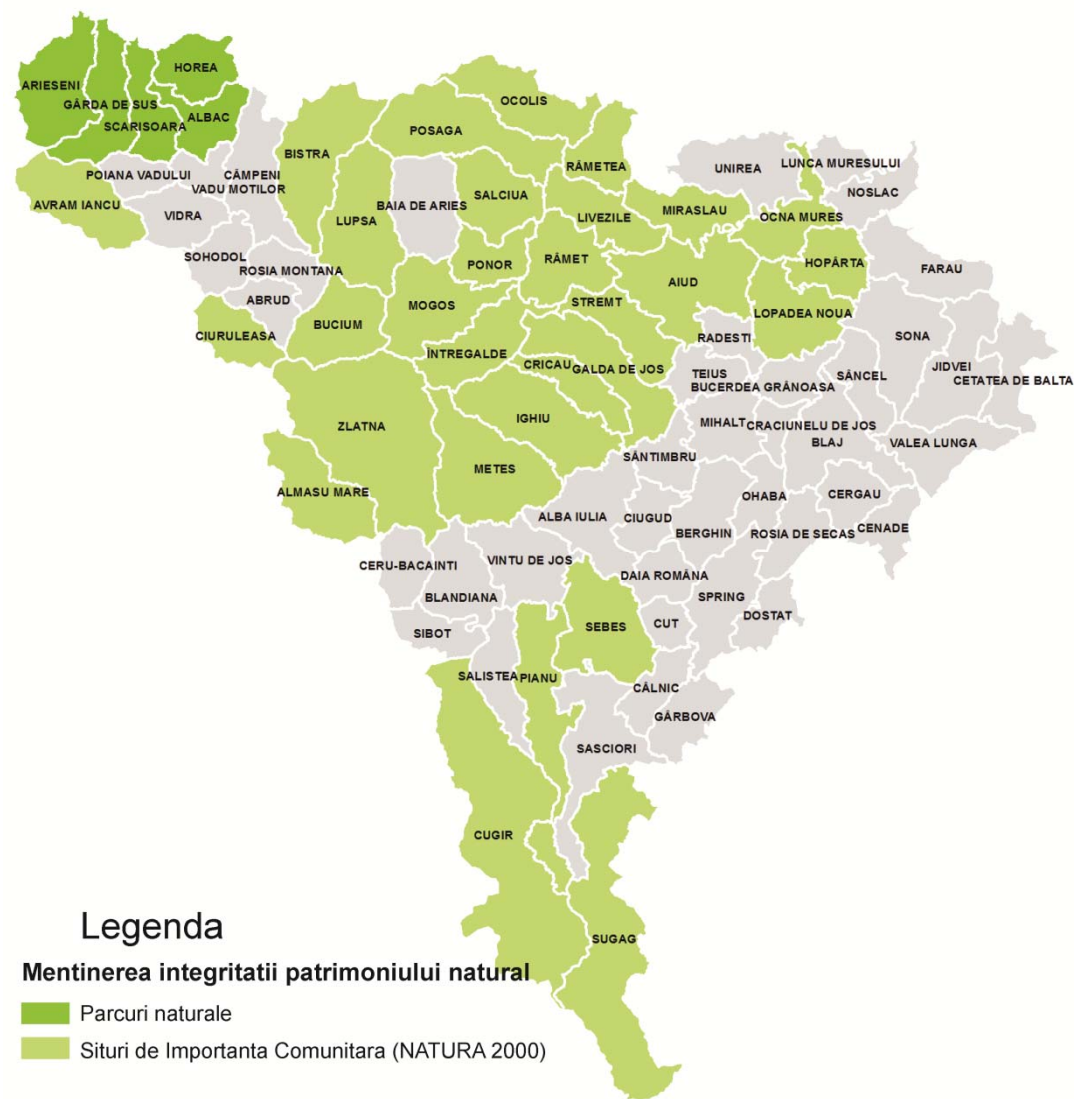 HOREA
ARIESENI
GÂRDA DE SUS
OCOLIS
ALBAC
SCARISOARA
POSAGA
BISTRA
UNIREA
LUNCA MURESULUI
RÂMETEA
POIANA VADULUI
CÂMPENI
VADU MOTILOR
NOSLAC
SALCIUA
AVRAM IANCU
BAIA DE ARIES
MIRASLAU
VIDRA
LUPSA
LIVEZILE
OCNA MURES
SOHODOL
RÂMET
HOPÂRTA
PONOR
FARAU
ROSIA MONTANA
AIUD
ABRUD
STREMT
MOGOS
LOPADEA NOUA
BUCIUM
CIURULEASA
RADESTI
SONA
ÎNTREGALDE
CRICAU
GALDA DE JOS
JIDVEI
TEIUS
SÂNCEL
CETATEA DE BALTA
BUCERDEA GRÂNOASA
IGHIU
MIHALT
CRACIUNELU DE JOS
ZLATNA
BLAJ
VALEA LUNGA
SÂNTIMBRU
METES
ALMASU MARE
OHABA
CERGAU
ALBA IULIA
CIUGUD
CENADE
BERGHIN
ROSIA DE SECAS
VINTU DE JOS
CERU-BACAINTI
DAIA ROMÂNA
BLANDIANA
SPRING
DOSTAT
SEBES
CUT
SIBOT
SALISTEA
PIANU
CÂLNIC
GÂRBOVA
SASCIORI
CUGIR
SUGAG
Legenda
Mentinerea integritatii patrimoniului natural
Parcuri naturale
Situri de Importanta Comunitara (NATURA 2000)